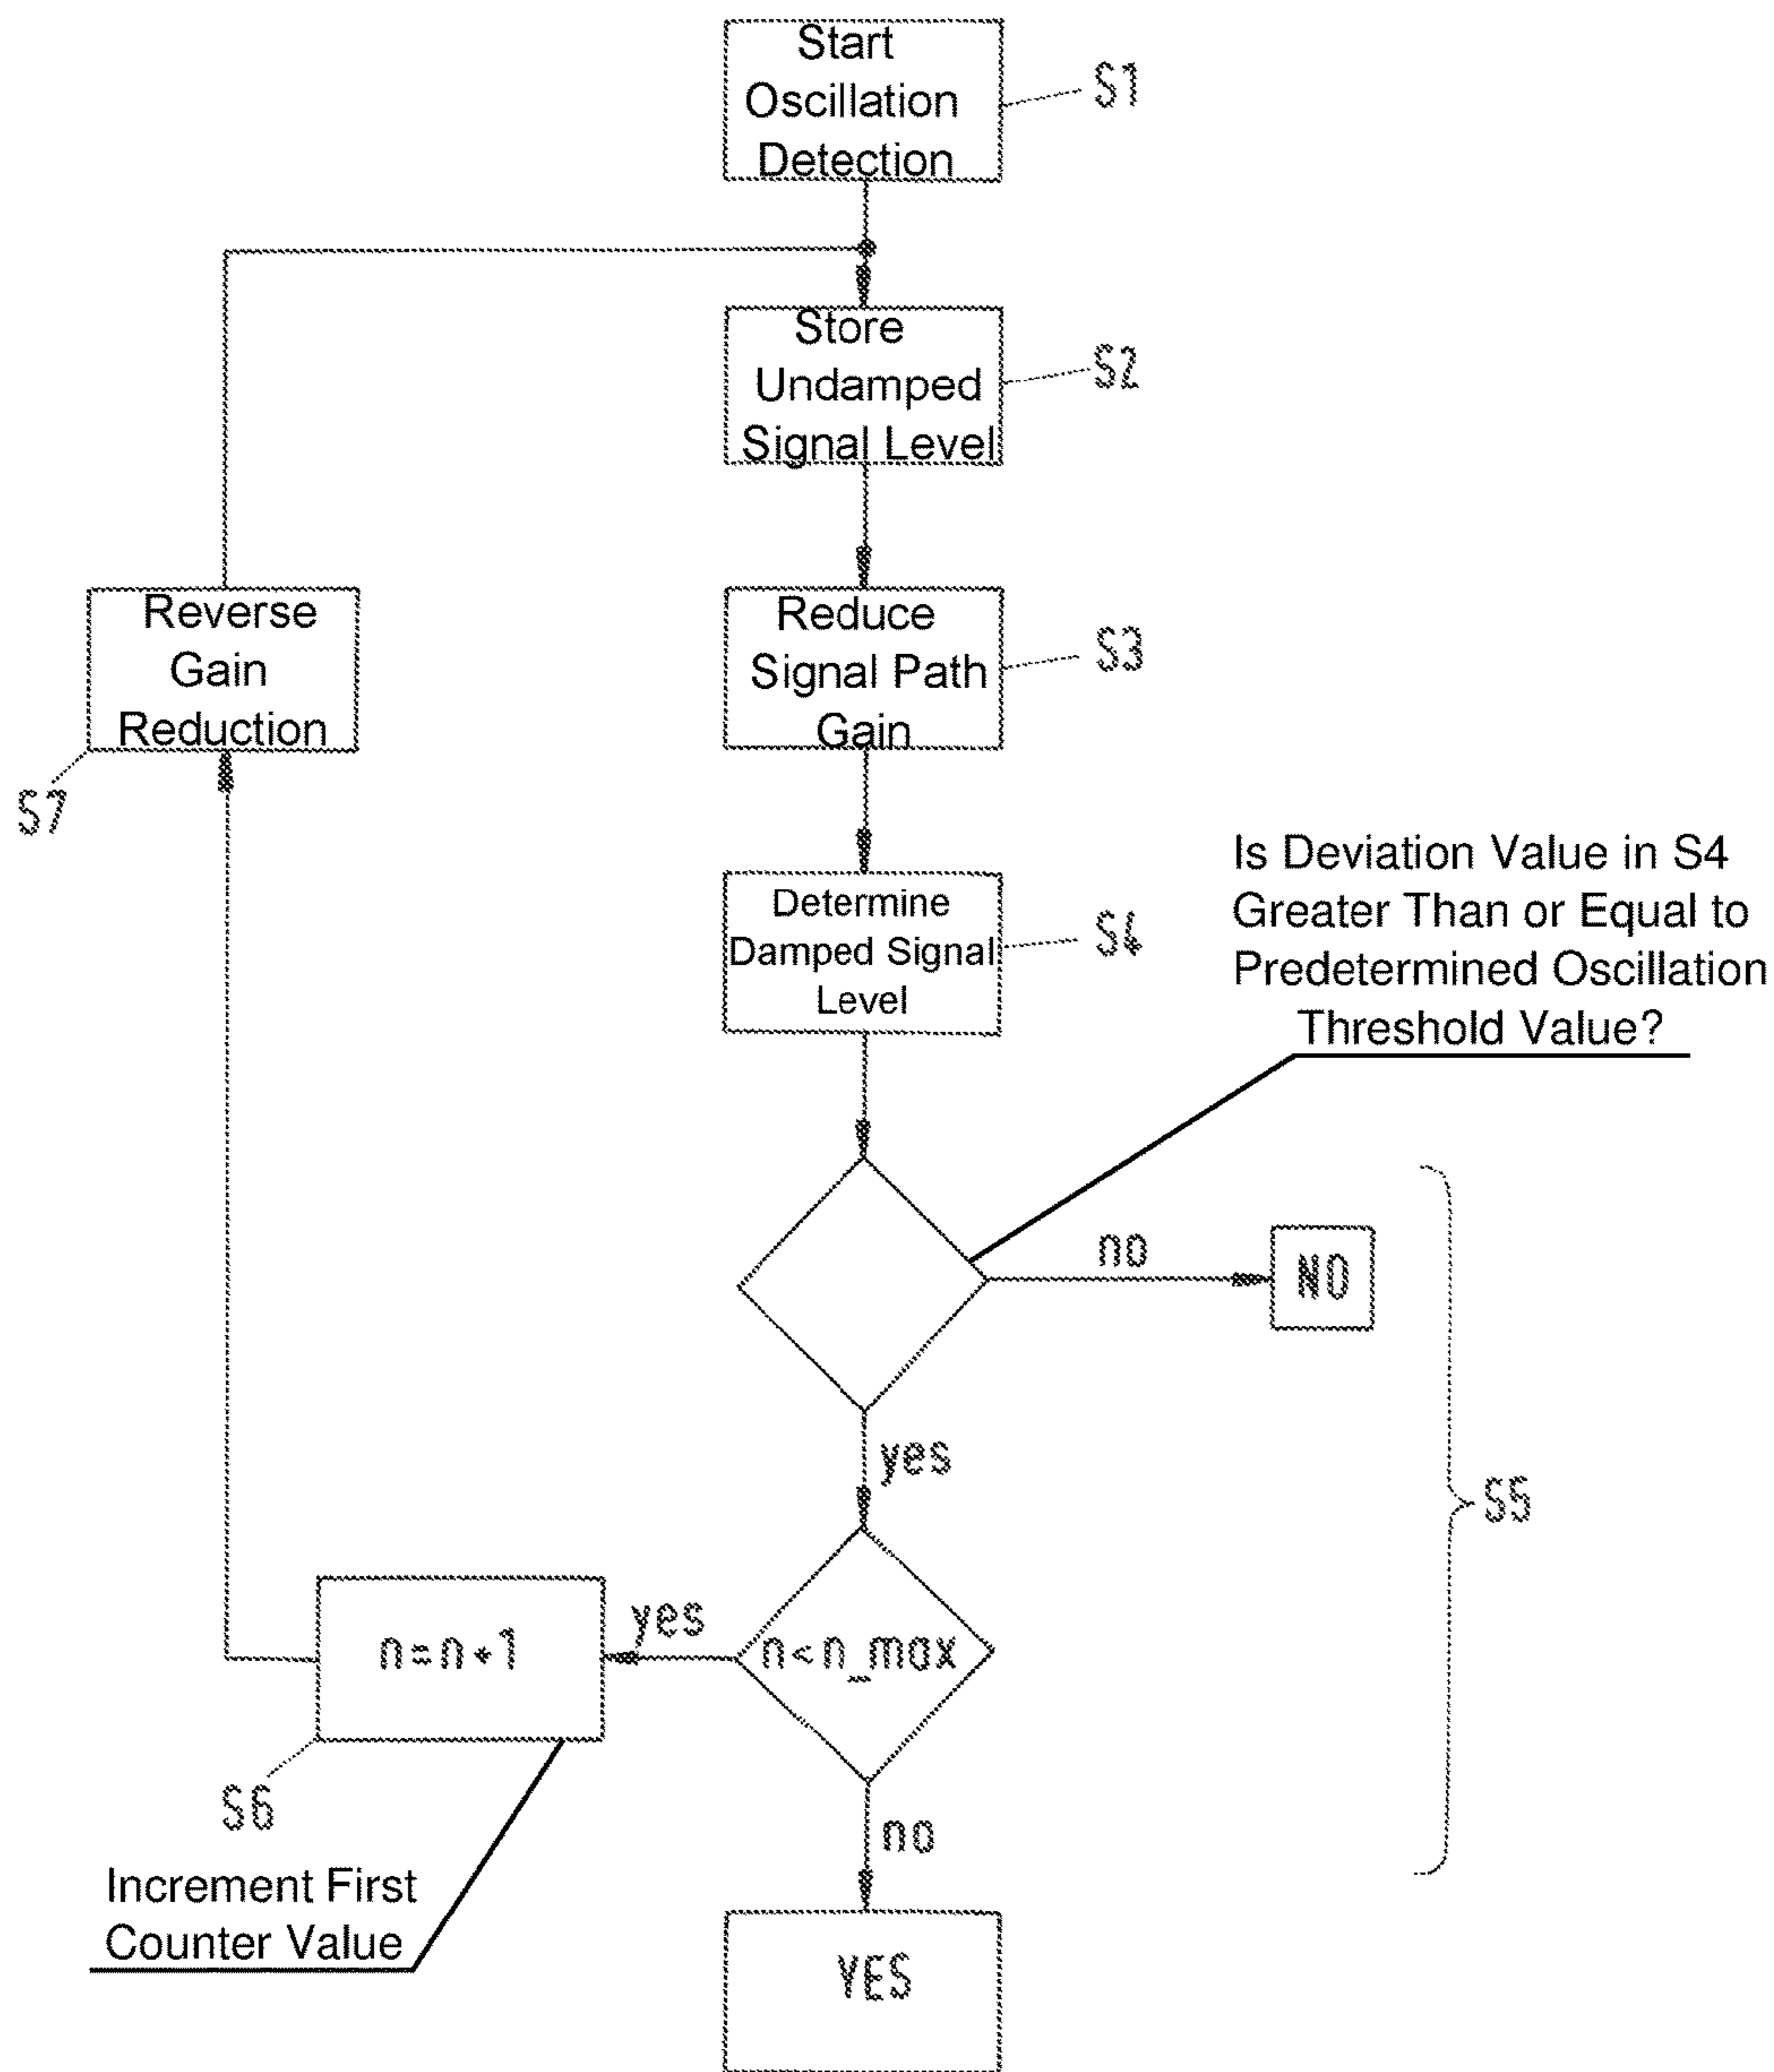 Start
Oscillation
Detection
S1
Store
Undamped
Signal Level
S2
Reverse
Gain
Reduction
S7
Reduce
Signal Path
Gain
S3
Determine
Damped Signal
Level
S4
Is Deviation Value in S4
Greater Than or Equal to
Predetermined Oscillation
Threshold Value?
no
NO
yes
S5
n<n_max
yes
n=n+1
S6
Increment First
Counter Value
no
YES